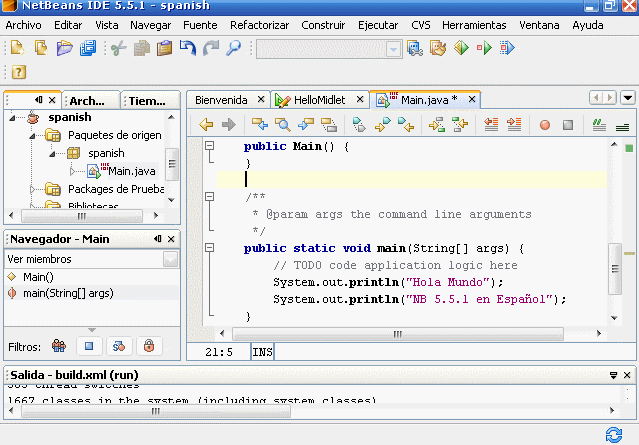 NetBeans IDE 5.5.1 - spanish
Archivo Editar Vista Navegar Fuente Refactorizar Construir Ejecutar CVS Herramientas Ventana Ayuda
Arch... Tiem...
spanish
Paquetes de origen
spanish
Main.java
Packages de Prueba
Bibliotecas
Navegador - Main
Ver miembros
Main()
main(String[] args)
Filtros:
Bienvenida HelloMidlet Main.java *
public Main() {
}
/**
* @param args the command line arguments
*/
public static void main(String[] args) {
// TODO code application logic here
System.out.println("Hola Mundo");
System.out.println("NB 5.5.1 en Español");
}
21:5 INS
Salida - build.xml (run)
thread switches
1667 classes in the system (including system classes)